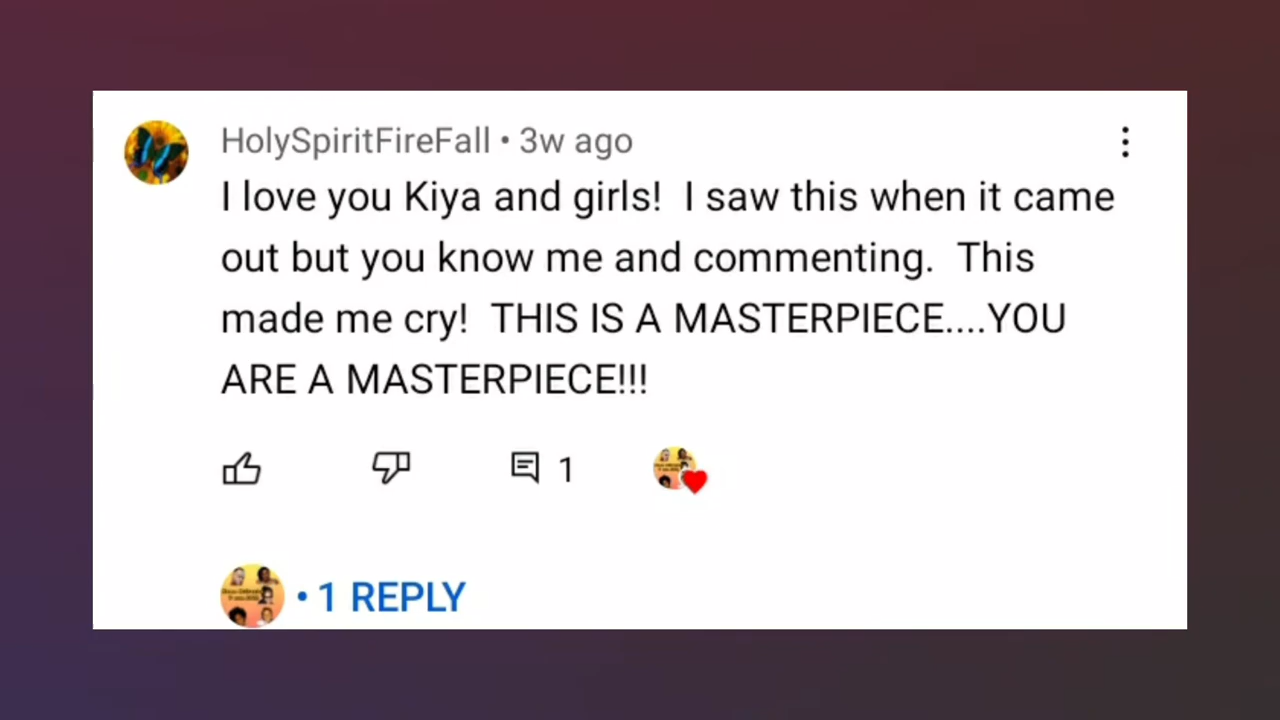 HolySpiritFireFall • 3w ago
I love you Kiya and girls!  I saw this when it came
out but you know me and commenting.  This
made me cry!  THIS IS A MASTERPIECE....YOU
ARE A MASTERPIECE!!!
1
• 1 REPLY